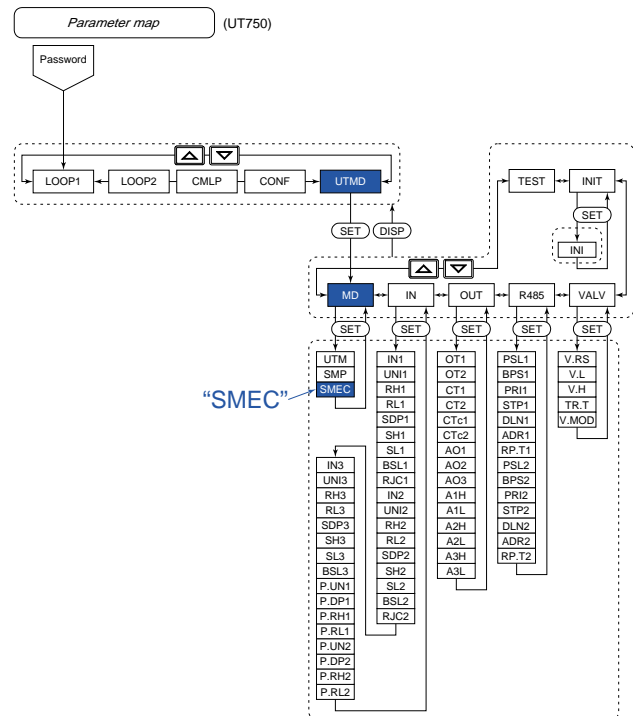 Parameter map
(UT750)
Password
LOOP1
LOOP2
CMLP
CONF
UTMD
SET
DISP
TEST
INIT
SET
INI
MD
IN
OUT
R485
VALV
SET
SET
SET
SET
SET
UTM
SMP
SMEC
"SMEC"
IN1
UNI1
RH1
RL1
SDP1
SH1
SL1
BSL1
RJC1
IN2
UNI2
RH2
RL2
SDP2
SH2
SL2
BSL2
RJC2
IN3
UNI3
RH3
RL3
SDP3
SH3
SL3
BSL3
P.UN1
P.DP1
P.RH1
P.RL1
P.UN2
P.DP2
P.RH2
P.RL2
OT1
OT2
CT1
CT2
CTc1
CTc2
AO1
AO2
AO3
A1H
A1L
A2H
A2L
A3H
A3L
PSL1
BPS1
PRI1
STP1
DLN1
ADR1
RP.T1
PSL2
BPS2
PRI2
STP2
DLN2
ADR2
RP.T2
V.RS
V.L
V.H
TR.T
V.MOD